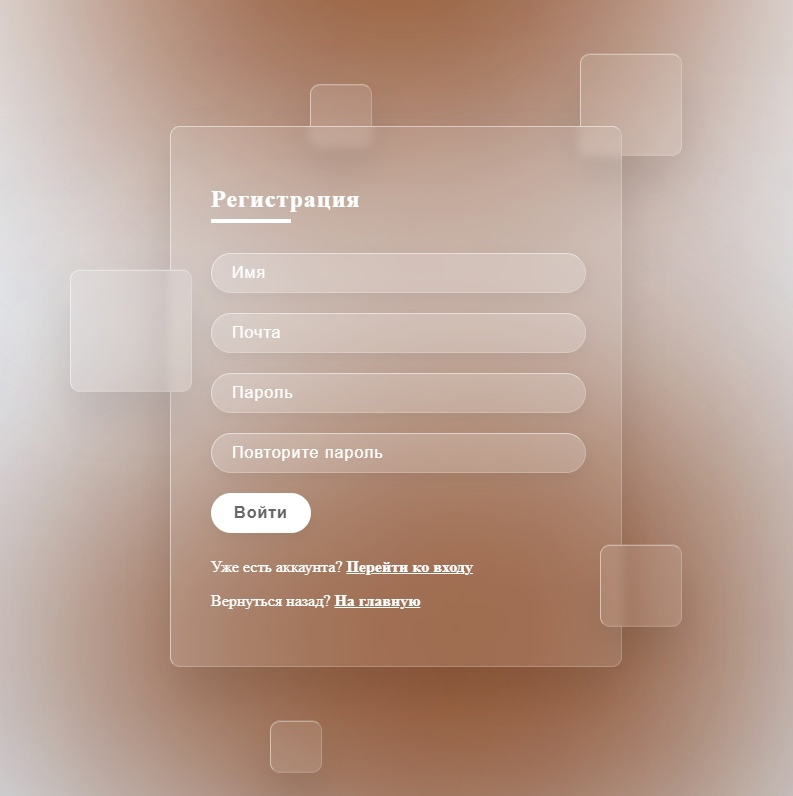 Регистрация
Имя
Почта
Пароль
Повторите пароль
Войти
Уже есть аккаунта? Перейти ко входу
Вернуться назад? На главную